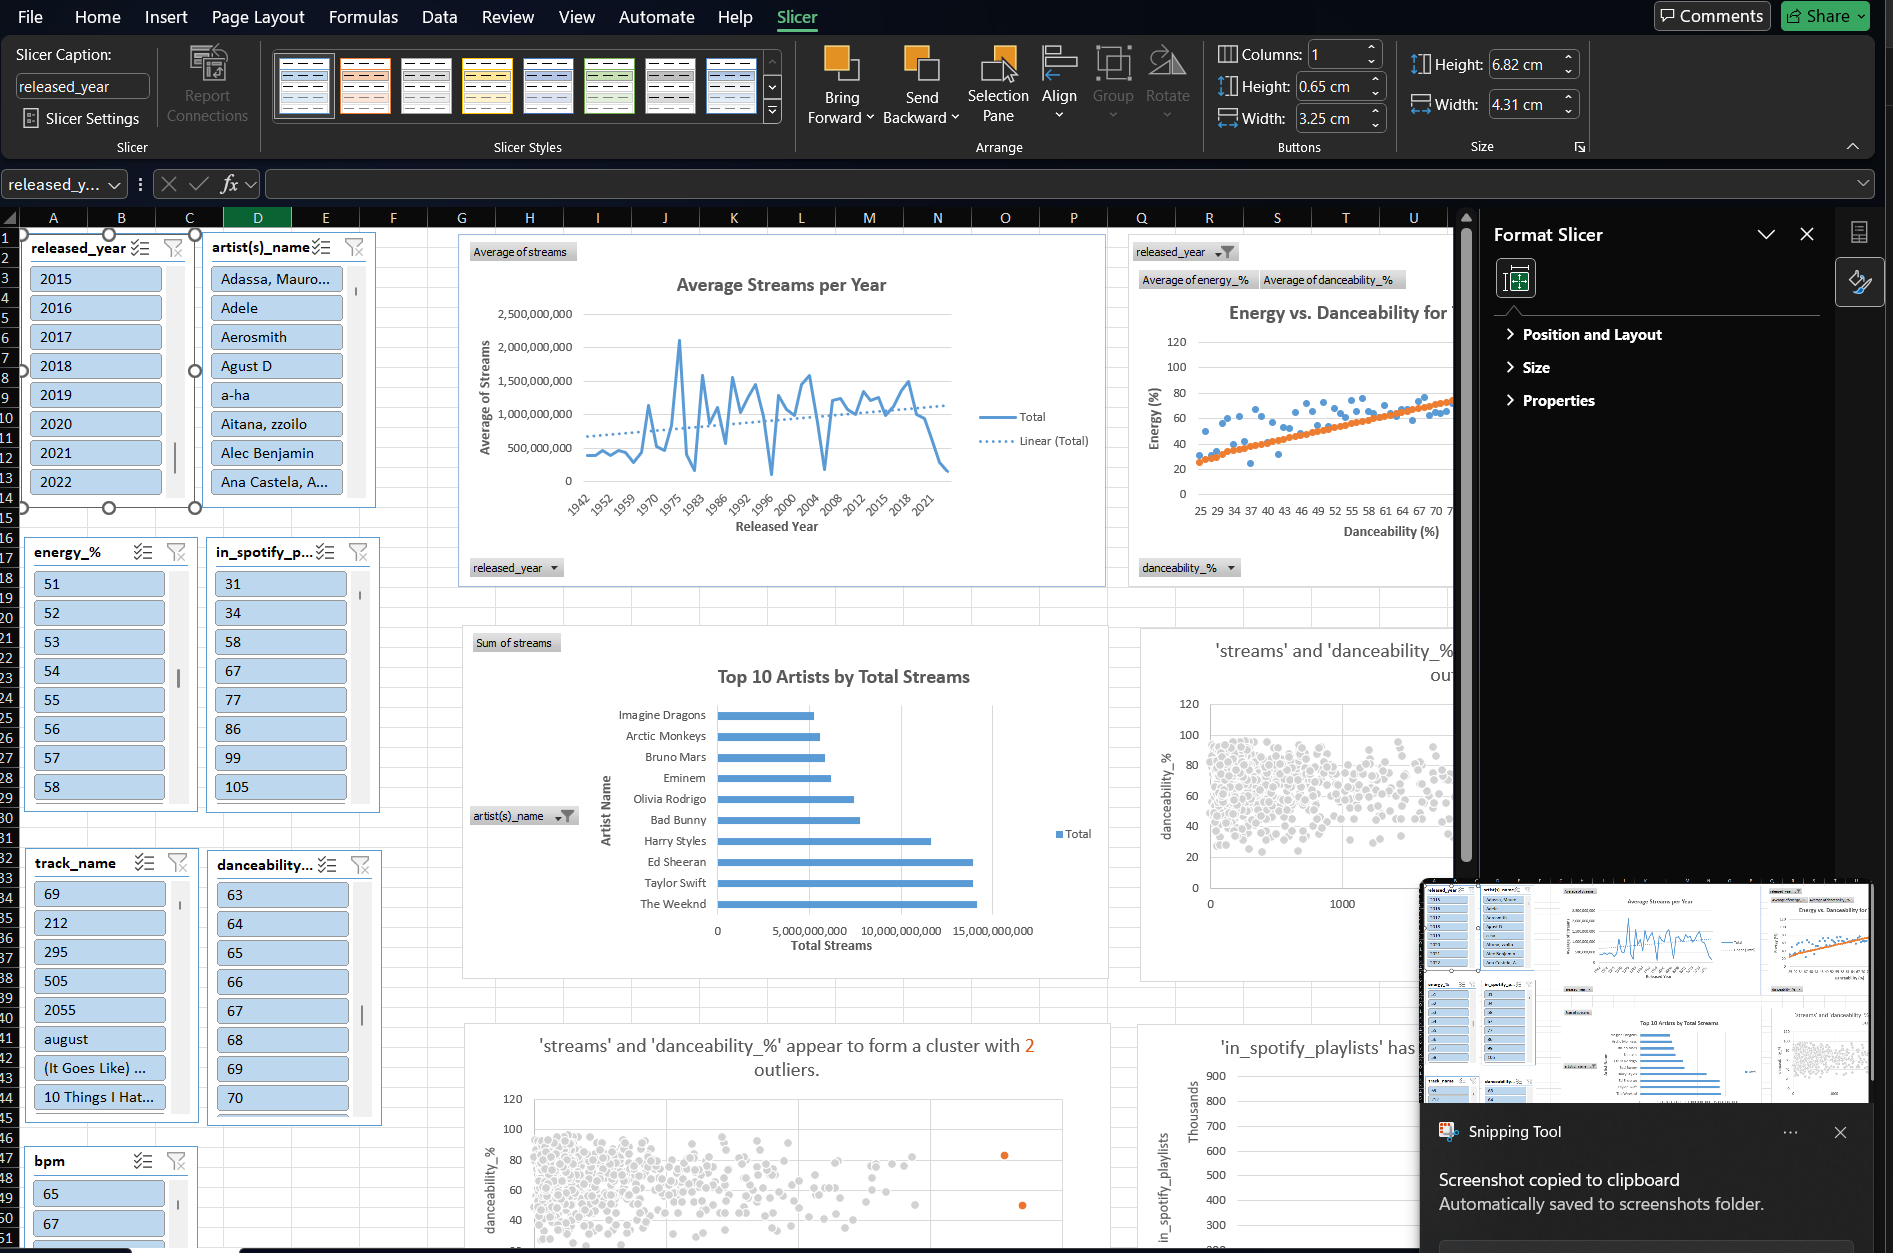 File Home Insert Page Layout Formulas Data Review View Automate Help Slicer Comments Share
Slicer Caption:
released_year
Slicer Settings
Report Connections
Slicer
Slicer Styles
Bring Forward
Send Backward
Selection Pane
Align
Group
Rotate
Arrange
Columns: 1
Height: 0.65 cm
Width: 3.25 cm
Buttons
Height: 6.82 cm
Width: 4.31 cm
Size
released_y...
fx
A B C D E F G H I J K L M N O P Q R S T U
released_year
2015
2016
2017
2018
2019
2020
2021
2022
artist(s)_name
Adassa, Mauro...
Adele
Aerosmith
Agust D
a-ha
Aitana, zzoilo
Alec Benjamin
Ana Castela, A...
energy_%
51
52
53
54
55
56
57
58
in_spotify_p...
31
34
58
67
77
86
99
105
track_name
69
212
295
505
2055
august
(It Goes Like) ...
10 Things I Hat...
danceability...
63
64
65
66
67
68
69
70
bpm
65
67
Average of streams
Average Streams per Year
Average of Streams
2,500,000,000
2,000,000,000
1,500,000,000
1,000,000,000
500,000,000
0
1942 1952 1959 1970 1975 1983 1986 1992 1996 2000 2004 2008 2012 2015 2018 2021
Released Year
Total
Linear (Total)
released_year
released_year
Average of energy_% Average of danceability_%
Energy vs. Danceability for
Energy (%)
120
100
80
60
40
20
0
25 29 34 37 40 43 46 49 52 55 58 61 64 67 70
Danceability (%)
danceability_%
Sum of streams
Top 10 Artists by Total Streams
artist(s)_name
Artist Name
Imagine Dragons
Arctic Monkeys
Bruno Mars
Eminem
Olivia Rodrigo
Bad Bunny
Harry Styles
Ed Sheeran
Taylor Swift
The Weeknd
0 5,0000,000,000 10,000,000,000 15,000,000,000
Total Streams
Total
'streams' and 'danceability_%
ou
danceability_%
120
100
80
60
40
20
0
0 1000
'streams' and 'danceability_%' appear to form a cluster with 2
outliers.
danceability_%
120
100
80
60
40
'in_spotify_playlists' has
Thousands
in_spotify_playlists
900
800
700
600
500
400
300
Format Slicer
Position and Layout
Size
Properties
Average Streams per Year
Energy vs. Danceability for
Top 10 Artists by Total Streams
Snipping Tool
Screenshot copied to clipboard
Automatically saved to screenshots folder.